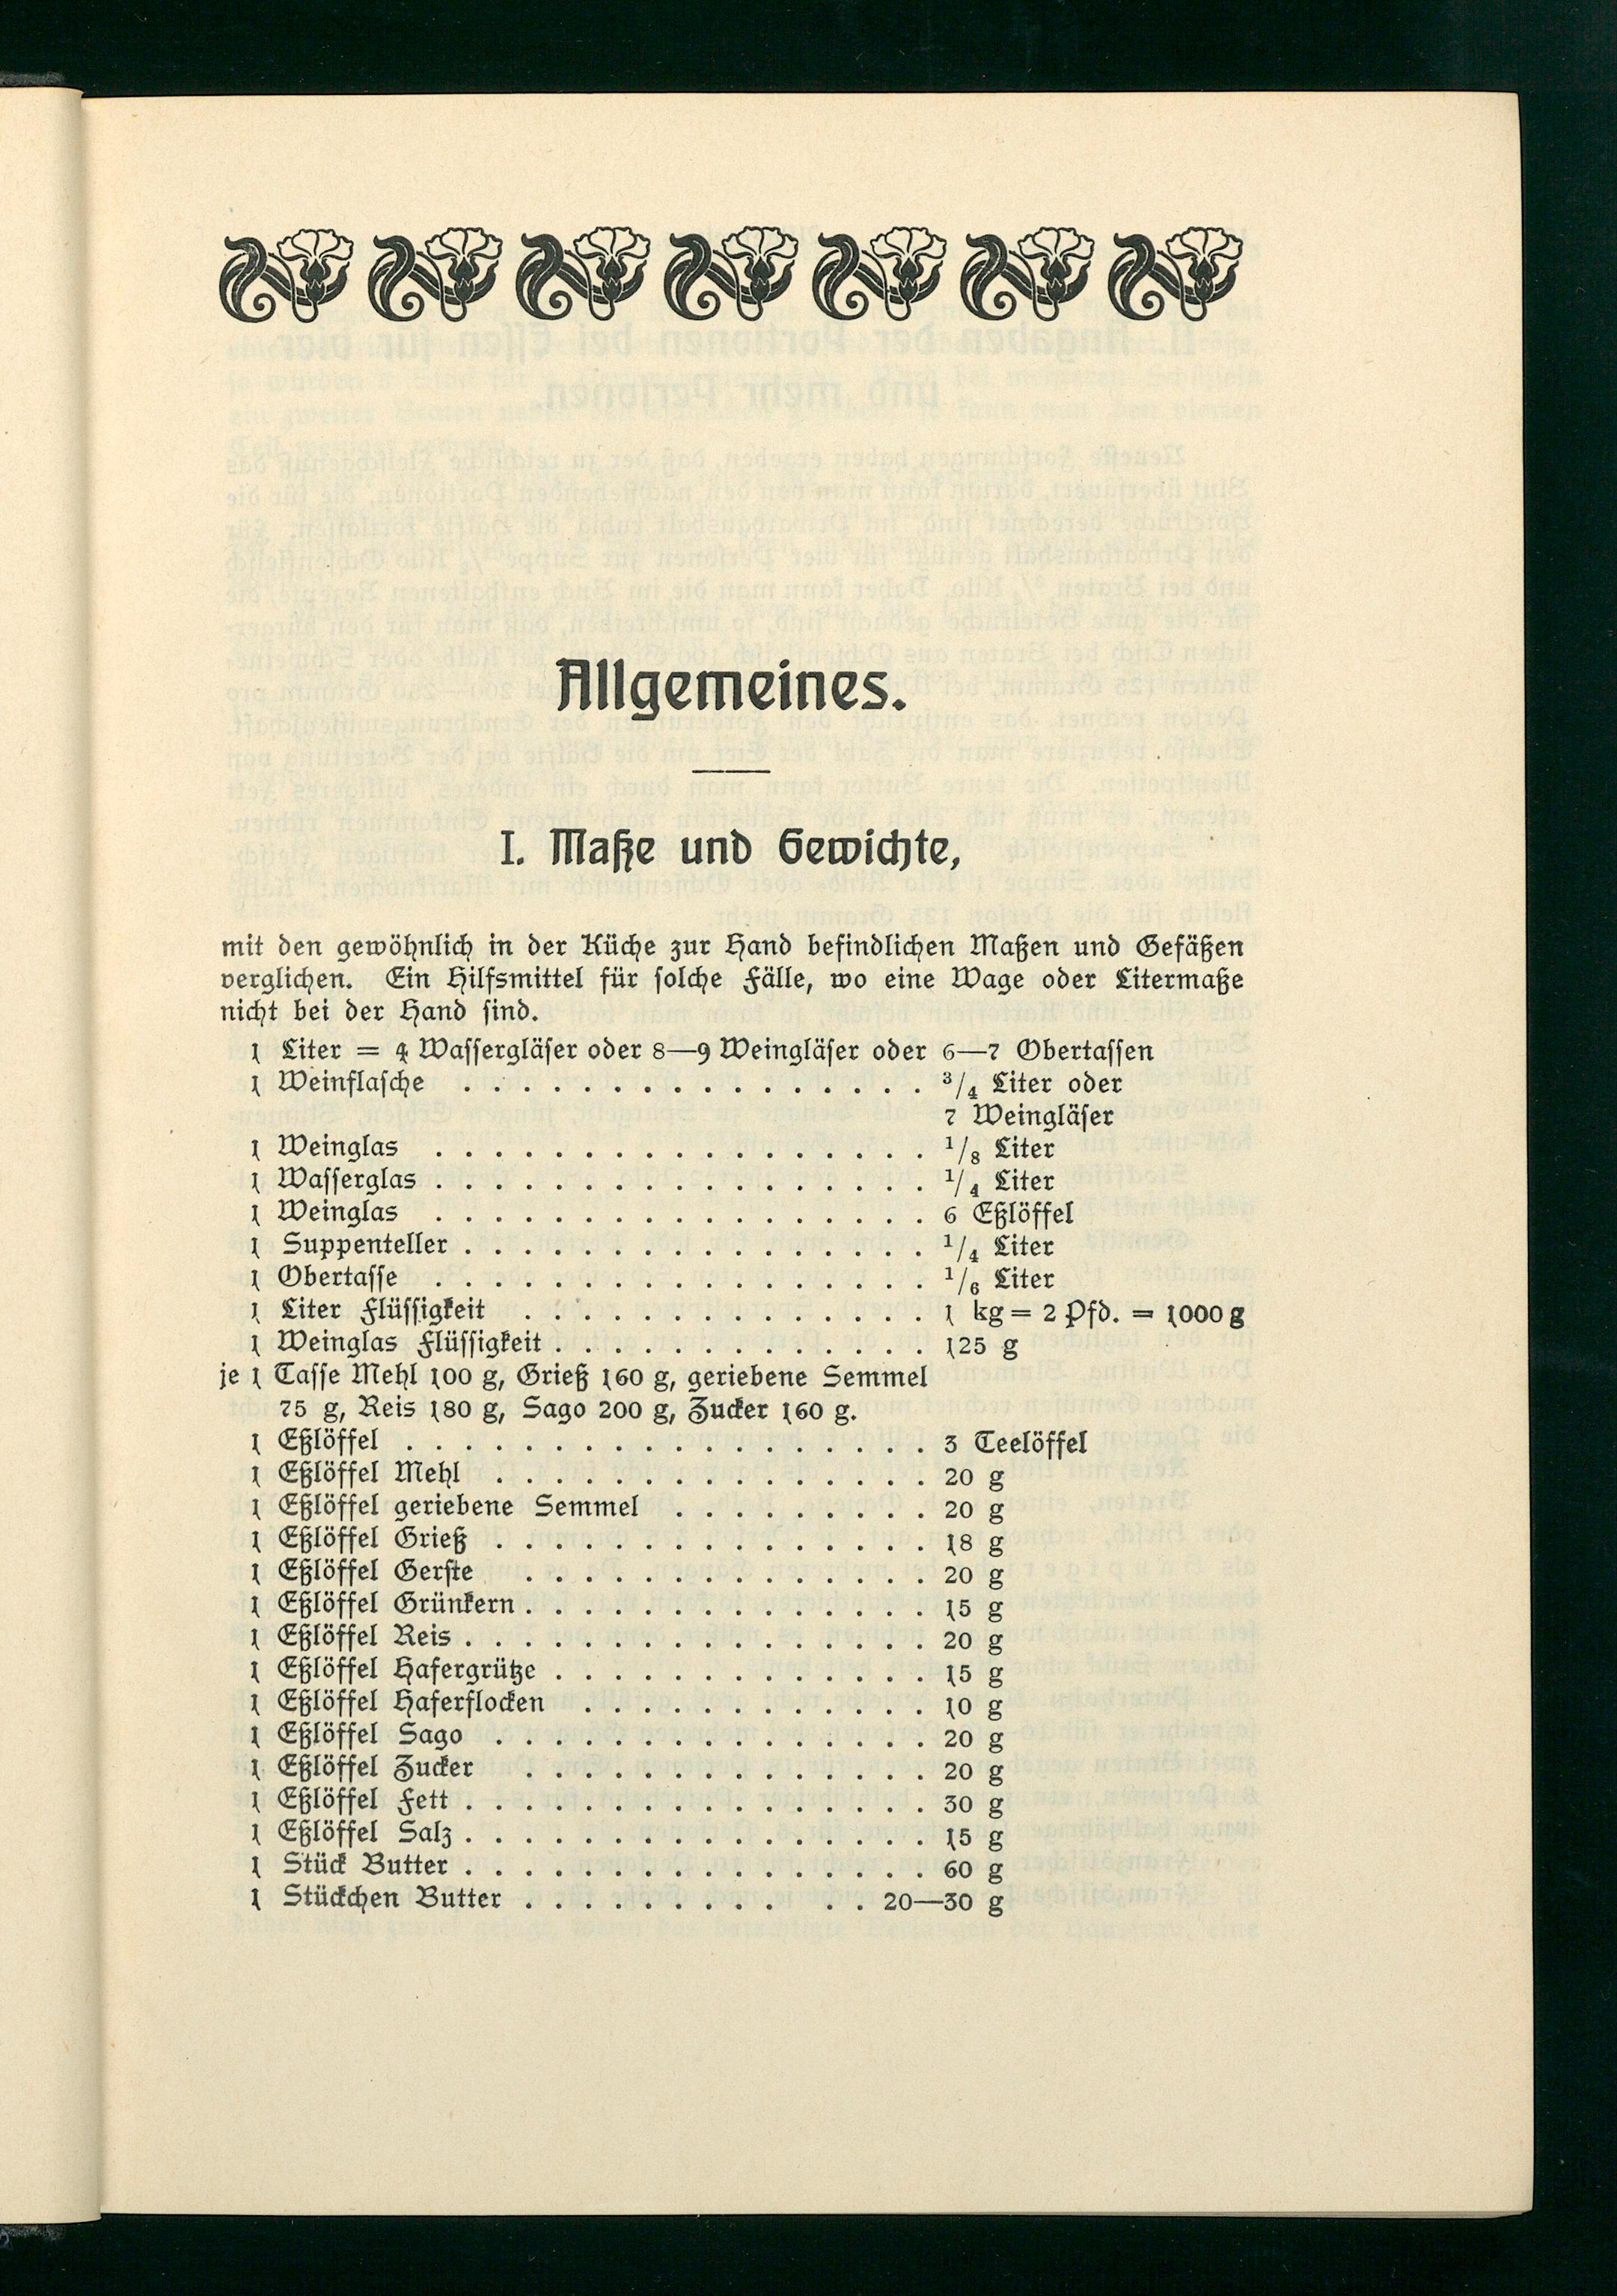 Allgemeines.
I. Maße und Gewichte,
mit den gewöhnlich in der Küche zur Hand befindlichen Maßen und Gefäßen
verglichen. Ein Hilfsmittel für solche Fälle, wo eine Wage oder Litermaße
nicht bei der Hand sind.
1 Liter = 4 Wassergläser oder 8—9 Weingläser oder 6—7 Obertassen
1 Weinflasche . . . . . . . . . . . . . . . . 3/4 Liter oder
7 Weingläser
1 Weinglas . . . . . . . . . . . . . . . . . 1/8 Liter
1 Wasserglas . . . . . . . . . . . . . . . . . 1/4 Liter
1 Weinglas . . . . . . . . . . . . . . . . . 6 Eßlöffel
1 Suppenteller . . . . . . . . . . . . . . . . 1/4 Liter
1 Obertasse . . . . . . . . . . . . . . . . . 1/6 Liter
1 Liter Flüssigkeit . . . . . . . . . . . . . . 1 kg = 2 Pfd. = 1000 g
1 Weinglas Flüssigkeit . . . . . . . . . . . . . 125 g
je 1 Tasse Mehl 100 g, Grieß 160 g, geriebene Semmel
75 g, Reis 180 g, Sago 200 g, Zucker 160 g.
1 Eßlöffel . . . . . . . . . . . . . . . . . . 3 Teelöffel
1 Eßlöffel Mehl . . . . . . . . . . . . . . . 20 g
1 Eßlöffel geriebene Semmel . . . . . . . . . 20 g
1 Eßlöffel Grieß . . . . . . . . . . . . . . . 18 g
1 Eßlöffel Gerste . . . . . . . . . . . . . . 20 g
1 Eßlöffel Grünkern . . . . . . . . . . . . . . 15 g
1 Eßlöffel Reis . . . . . . . . . . . . . . . . 20 g
1 Eßlöffel Hafergrütze . . . . . . . . . . . . . 15 g
1 Eßlöffel Haferflocken . . . . . . . . . . . . 10 g
1 Eßlöffel Sago . . . . . . . . . . . . . . . 20 g
1 Eßlöffel Zucker . . . . . . . . . . . . . . 20 g
1 Eßlöffel Fett . . . . . . . . . . . . . . . . 30 g
1 Eßlöffel Salz . . . . . . . . . . . . . . . . 15 g
1 Stück Butter . . . . . . . . . . . . . . . . 60 g
1 Stückchen Butter . . . . . . . . . . . 20—30 g